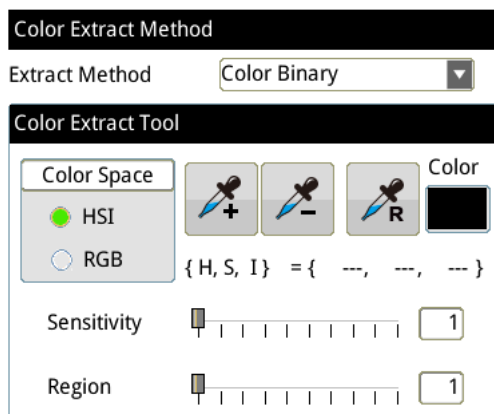 Color Extract Method
Extract Method Color Binary
Color Extract Tool
Color Space
HSI
RGB
+ - R
Color
{ H, S, I } = { ---, ---, --- }
Sensitivity 1
Region 1